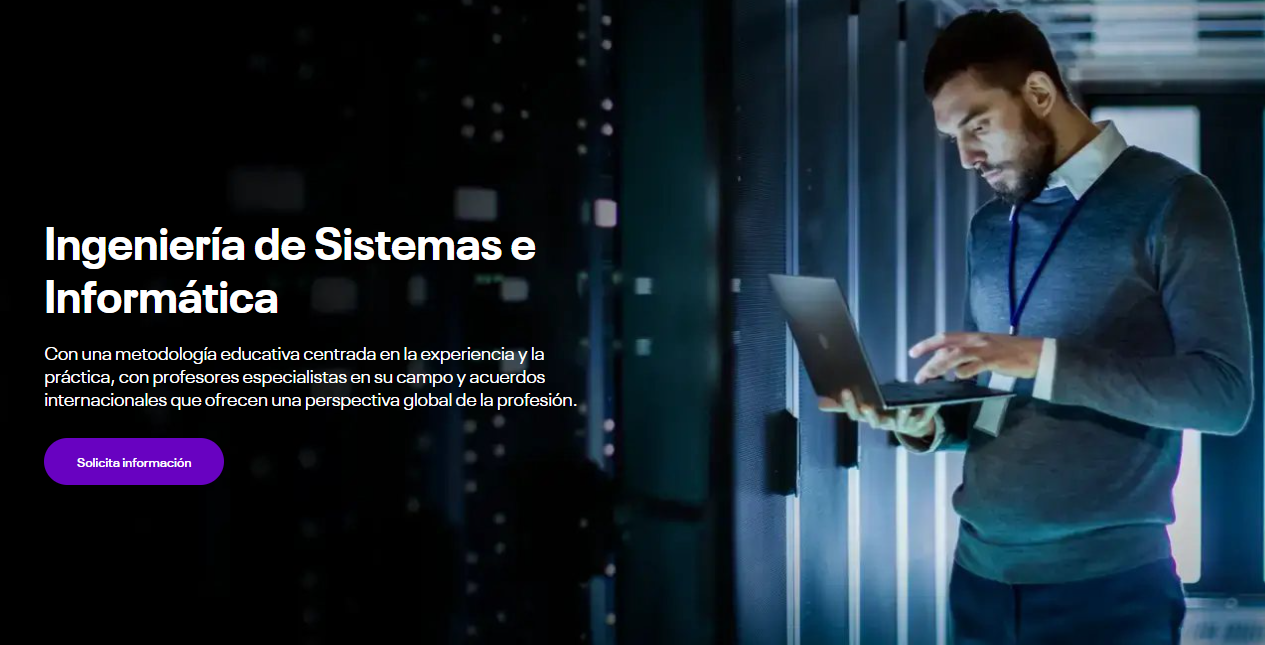 Ingeniería de Sistemas e
Informática
Con una metodología educativa centrada en la experiencia y la
práctica, con profesores especialistas en su campo y acuerdos
internacionales que ofrecen una perspectiva global de la profesión.
Solicita información